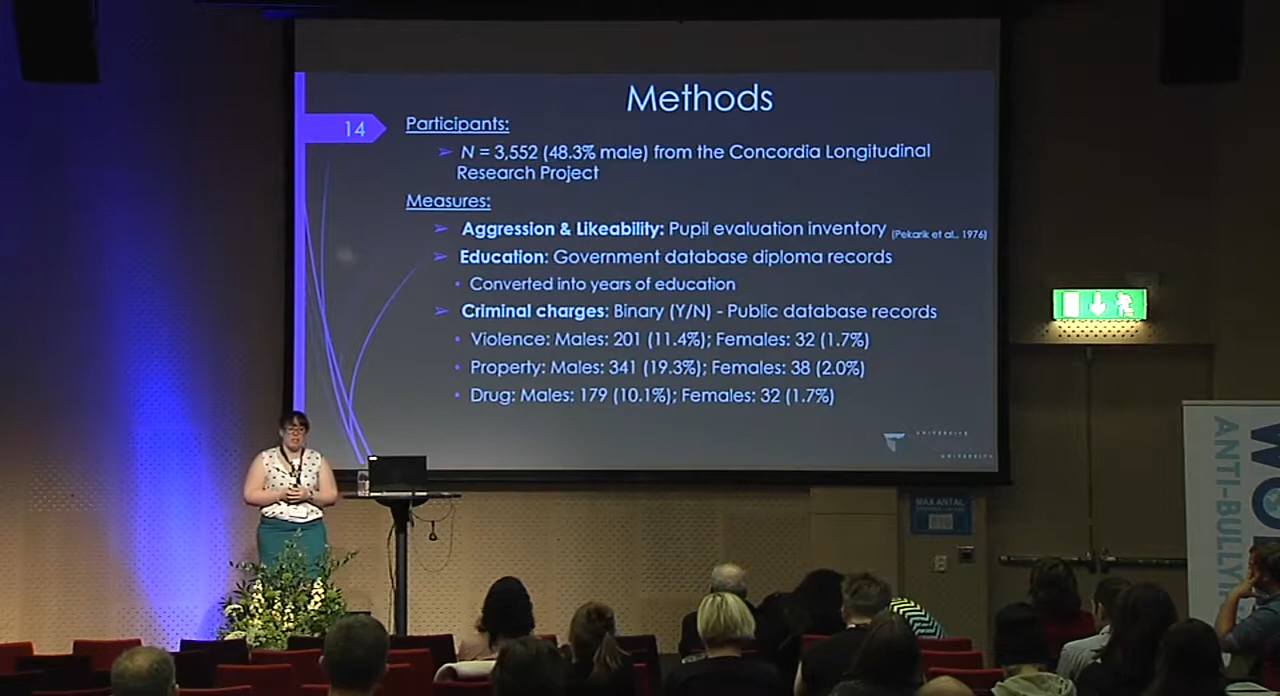 Methods
14
Participants:
➢ N = 3,552 (48.3% male) from the Concordia Longitudinal
Research Project
Measures:
➢ Aggression & Likeability: Pupil evaluation inventory (Pekarik et al., 1976)
➢ Education: Government database diploma records
• Converted into years of education
➢ Criminal charges: Binary (Y/N) - Public database records
• Violence: Males: 201 (11.4%); Females: 32 (1.7%)
• Property: Males: 341 (19.3%); Females: 38 (2.0%)
• Drug: Males: 179 (10.1%); Females: 32 (1.7%)
UNIVERSITÉ
UNIVERSITY
MAX ANTAL
ANTI-BULLYI
WO